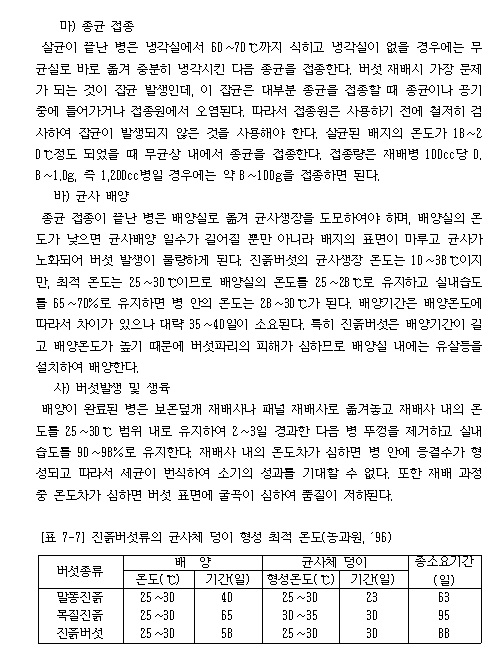 마) 종균 접종
살균이 끝난 병은 냉각실에서 60~70℃까지 식히고 냉각실이 없을 경우에는 무
균실로 바로 옮겨 충분히 냉각시킨 다음 종균을 접종한다. 버섯 재배시 가장 문제
가 되는 것이 잡균 발생인데, 이 잡균은 대부분 종균을 접종할 때 종균이나 공기
중에 들어가거나 접종원에서 오염된다. 따라서 접종원은 사용하기 전에 철저히 검
사하여 잡균이 발생되지 않은 것을 사용해야 한다. 살균된 배지의 온도가 18~2
0℃정도 되었을 때 무균상 내에서 종균을 접종한다. 접종량은 재배병 100cc당 0.
8~1.0g, 즉 1,200cc병일 경우에는 약 8~100g을 접종하면 된다.
바) 균사 배양
종균 접종이 끝난 병은 배양실로 옮겨 균사생장을 도모하여야 하며, 배양실의 온
도가 낮으면 균사배양 일수가 길어질 뿐만 아니라 배지의 표면이 마루고 균사가
노화되어 버섯 발생이 불량하게 된다. 진흙버섯의 균사생장 온도는 10~38℃이지
만, 최적 온도는 25~30℃이므로 배양실의 온도를 25~28℃로 유지하고 실내습도
를 65~70%로 유지하면 병 안의 온도는 28~30℃가 된다. 배양기간은 배양온도에
따라서 차이가 있으나 대략 35~40일이 소요된다. 특히 진흙버섯은 배양기간이 길
고 배양온도가 높기 때문에 버섯파리의 피해가 심하므로 배양실 내에는 유살등을
설치하여 배양한다.
사) 버섯발생 및 생육
배양이 완료된 병은 보온덮개 재배사나 패널 재배사로 옮겨놓고 재배사 내의 온
도를 25~30℃ 범위 내로 유지하여 2~3일 경과한 다음 병 뚜껑을 제거하고 실내
습도를 90~98%로 유지한다. 재배사 내의 온도차가 심하면 병 안에 응결수가 형
성되고 따라서 세균이 번식하여 소기의 성과를 기대할 수 없다. 또한 재배 과정
중 온도차가 심하면 버섯 표면에 굴곡이 심하여 품질이 저하된다.
[표 7-7] 진흙버섯류의 균사체 덩이 형성 최적 온도(농과원, ´96)
버섯종류 배 양 균사체 덩이 총소요기간
(일)
온도(℃) 기간(일) 형성온도(℃) 기간(일)
말똥진흙 25~30 40 25~30 23 63
목질진흙 25~30 65 30~35 30 95
진흙버섯 25~30 58 25~30 30 88